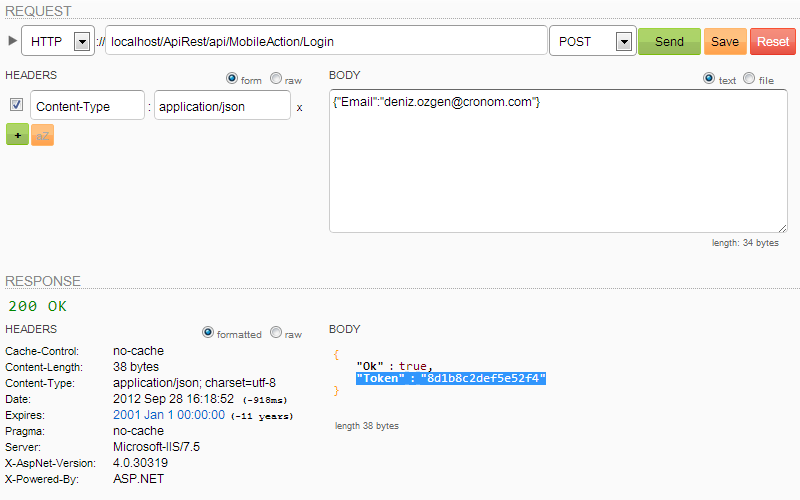 REQUEST
HTTP :// localhost/ApiRest/api/MobileAction/Login POST Send Save Reset
HEADERS form raw
Content-Type : application/json x
+ aZ
BODY text file
{"Email":"deniz.ozgen@cronom.com"}
length: 34 bytes
RESPONSE
200 OK
HEADERS formatted raw
Cache-Control: no-cache
Content-Length: 38 bytes
Content-Type: application/json; charset=utf-8
Date: 2012 Sep 28 16:18:52 (-918ms)
Expires: 2001 Jan 1 00:00:00 (-11 years)
Pragma: no-cache
Server: Microsoft-IIS/7.5
X-AspNet-Version: 4.0.30319
X-Powered-By: ASP.NET
BODY
{
"Ok" : true,
"Token" : "8d1b8c2def5e52f4"
}
length 38 bytes